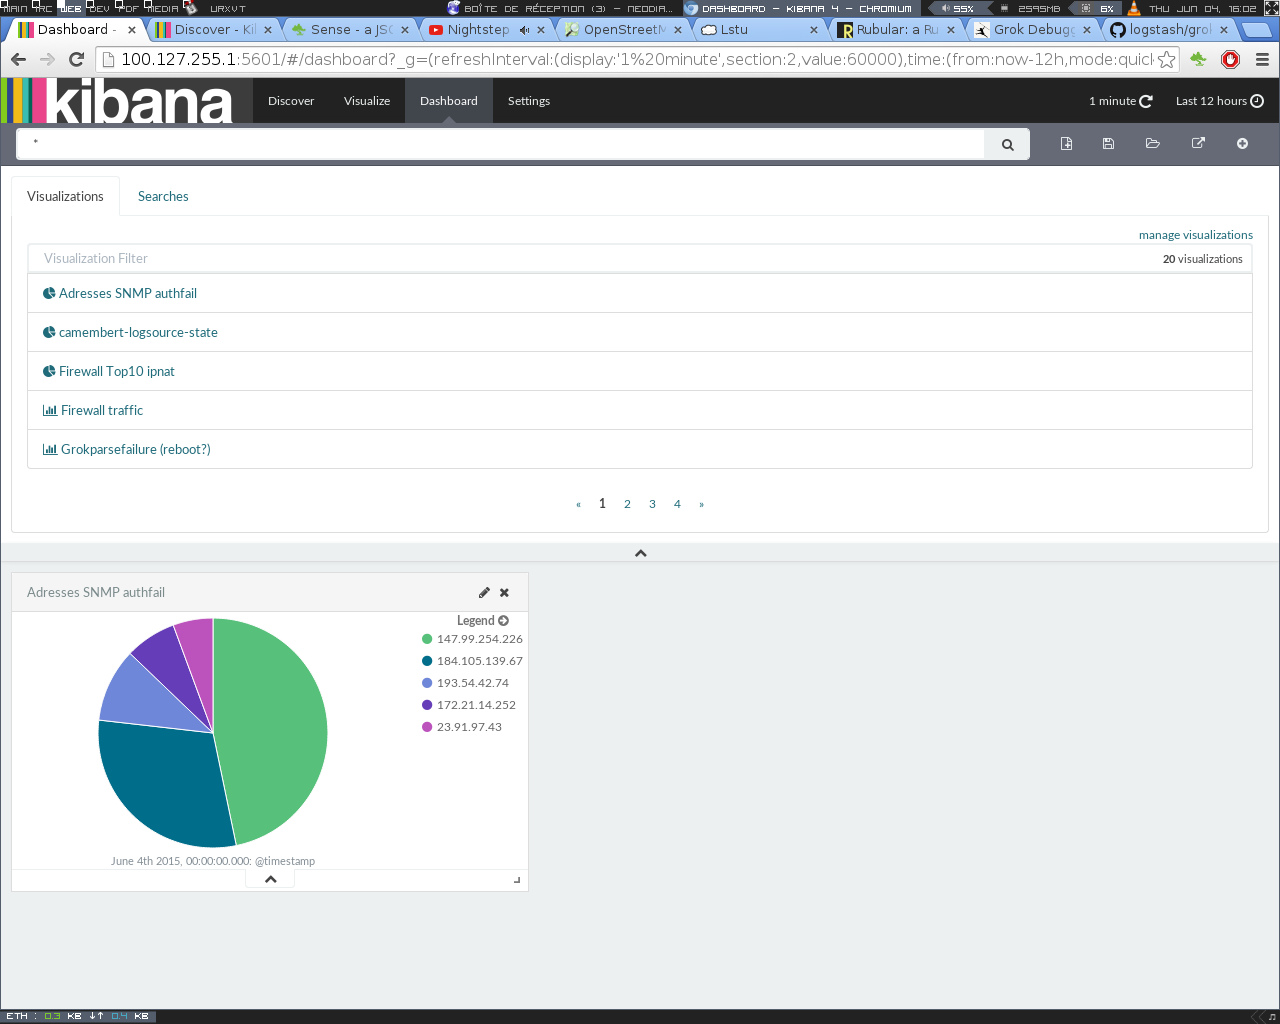 MAIN IRC WEB DEV PDF MEDIA URXVT BOÎTE DE RÉCEPTION (3) – NEODIA... DASHBOARD – KIBANA 4 – CHROMIUM 55% 2595MB 6% THU JUN 04, 16:02
Dashboard - Discover - Ki Sense - a JSO Nightstep OpenStreetM Lstu Rubular: a Ru Grok Debugg logstash/grol
100.127.255.1:5601/#/dashboard?_g=(refreshInterval:(display:'1%20minute',section:2,value:60000),time:(from:now-12h,mode:quick
kibana Discover Visualize Dashboard Settings 1 minute Last 12 hours
*
Visualizations Searches
manage visualizations
Visualization Filter 20 visualizations
Adresses SNMP authfail
camembert-logsource-state
Firewall Top10 ipnat
Firewall traffic
Grokparsefailure (reboot?)
« 1 2 3 4 »
Adresses SNMP authfail
Legend
147.99.254.226
184.105.139.67
193.54.42.74
172.21.14.252
23.91.97.43
June 4th 2015, 00:00:00.000: @timestamp
ETH : 0.3 KB ↓↑ 0.4 KB